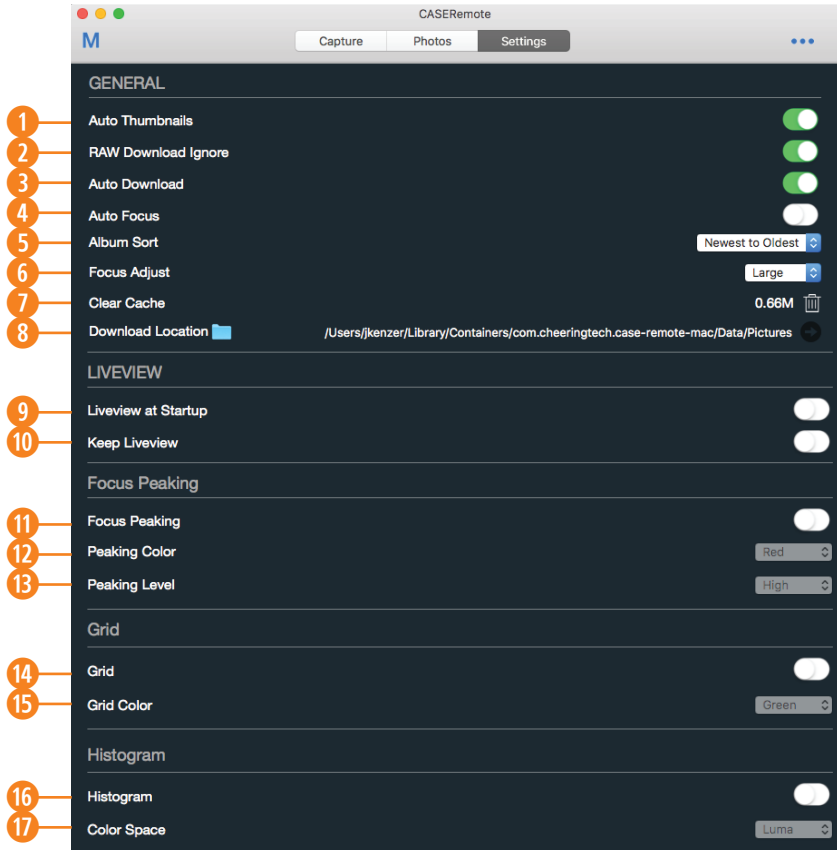 CASERemote
M Capture Photos Settings •••
GENERAL
1 Auto Thumbnails
2 RAW Download Ignore
3 Auto Download
4 Auto Focus
5 Album Sort Newest to Oldest
6 Focus Adjust Large
7 Clear Cache 0.66M
8 Download Location /Users/jkenzer/Library/Containers/com.cheeringtech.case-remote-mac/Data/Pictures
LIVEVIEW
9 Liveview at Startup
10 Keep Liveview
Focus Peaking
11 Focus Peaking
12 Peaking Color Red
13 Peaking Level High
Grid
14 Grid
15 Grid Color Green
Histogram
16 Histogram
17 Color Space Luma